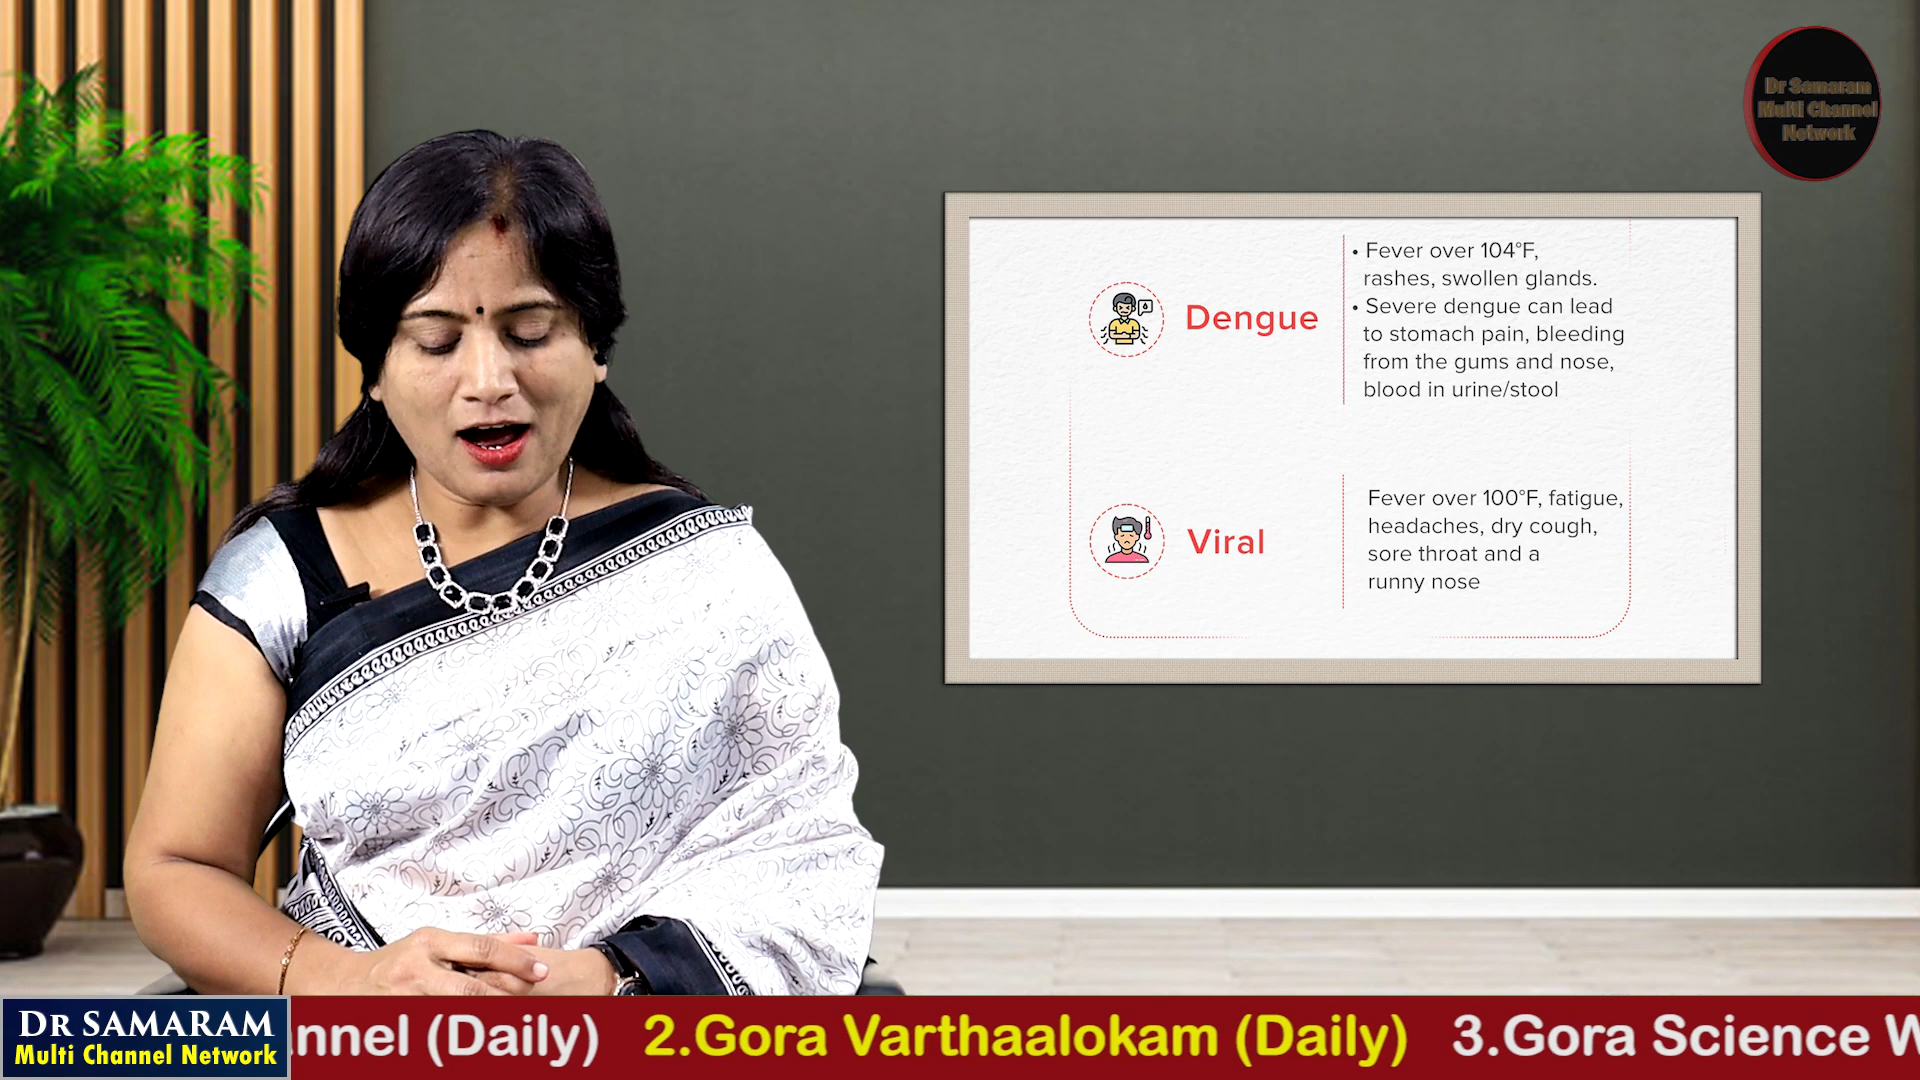 Dr Samaram
Multi Channel
Network
Dengue
• Fever over 104°F,
rashes, swollen glands.
• Severe dengue can lead
to stomach pain, bleeding
from the gums and nose,
blood in urine/stool
Viral
Fever over 100°F, fatigue,
headaches, dry cough,
sore throat and a
runny nose
DR SAMARAM
Multi Channel Network
nnel (Daily) 2.Gora Varthaalokam (Daily) 3.Gora Science W